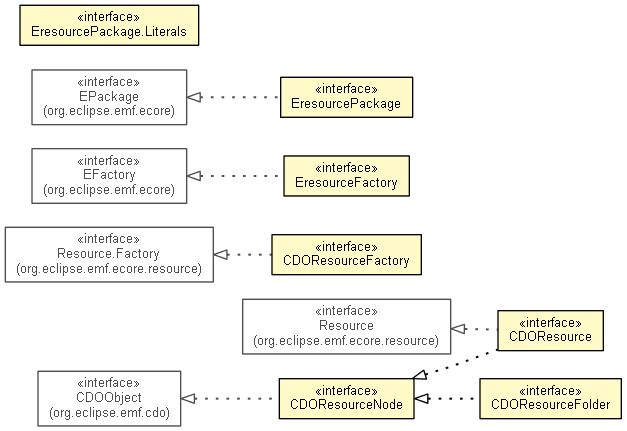 «interface»
EresourcePackage.Literals
«interface»
EPackage
(org.eclipse.emf.ecore)
«interface»
EresourcePackage
«interface»
EFactory
(org.eclipse.emf.ecore)
«interface»
EresourceFactory
«interface»
Resource.Factory
(org.eclipse.emf.ecore.resource)
«interface»
CDOResourceFactory
«interface»
Resource
(org.eclipse.emf.ecore.resource)
«interface»
CDOResource
«interface»
CDOObject
(org.eclipse.emf.cdo)
«interface»
CDOResourceNode
«interface»
CDOResourceFolder